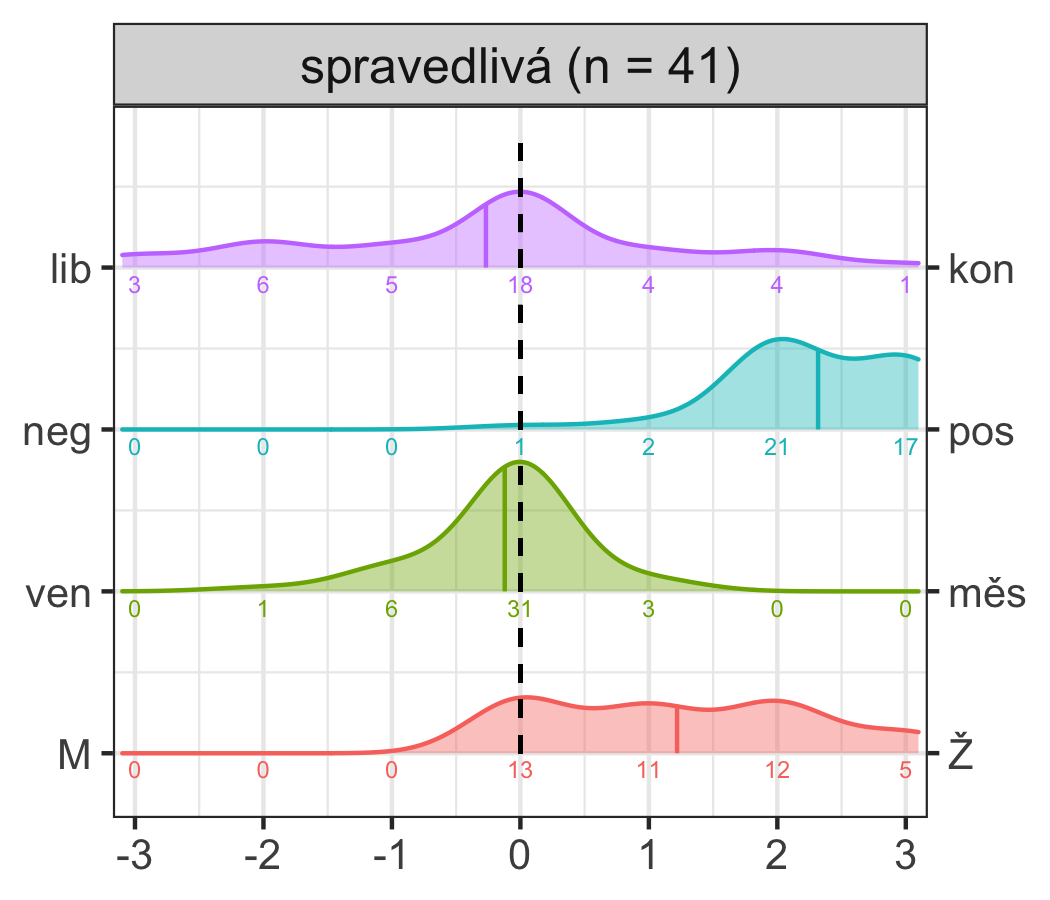 spravedlivá (n = 41)
lib kon
3 6 5 18 4 4 1
neg pos
0 0 0 1 2 21 17
ven měs
0 1 6 31 3 0 0
M Ž
0 0 0 13 11 12 5
-3 -2 -1 0 1 2 3